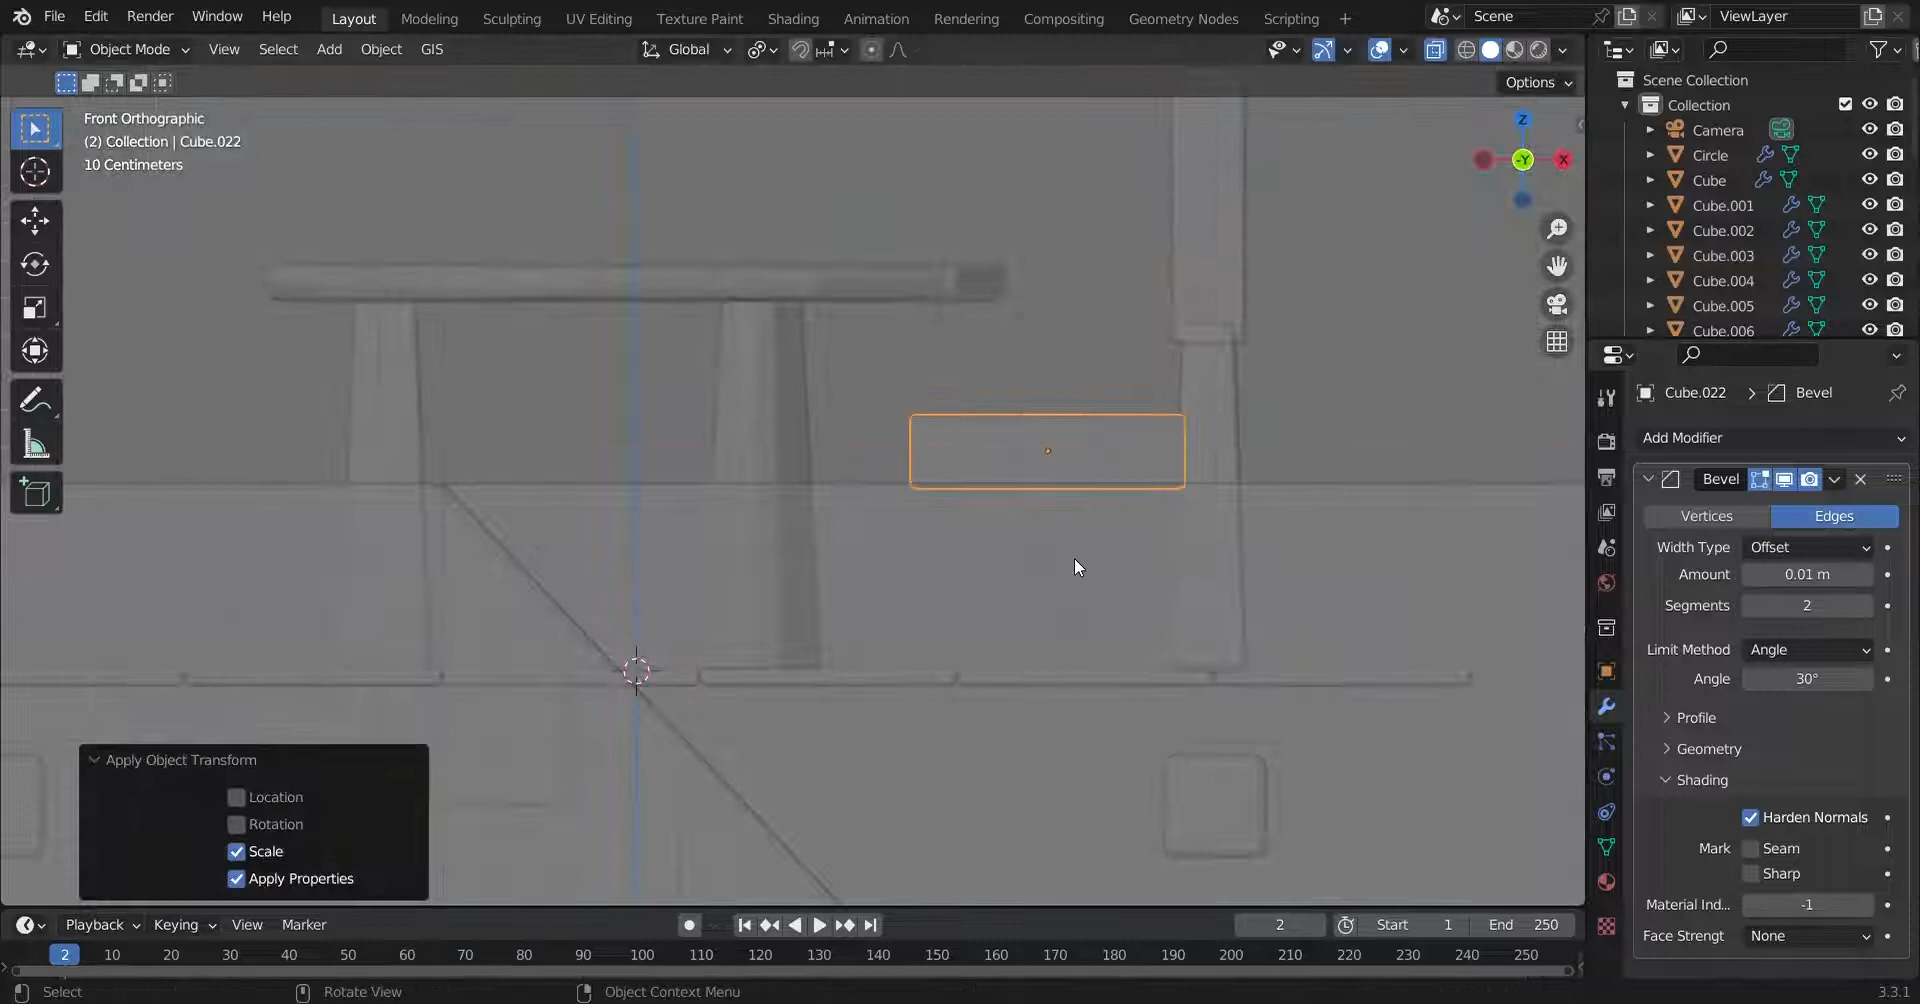 File Edit Render Window Help Layout Modeling Sculpting UV Editing Texture Paint Shading Animation Rendering Compositing Geometry Nodes Scripting + Scene ViewLayer
Object Mode View Select Add Object GIS Global
Options
Front Orthographic
(2) Collection | Cube.022
10 Centimeters
Z
-Y X
Scene Collection
Collection
Camera
Circle
Cube
Cube.001
Cube.002
Cube.003
Cube.004
Cube.005
Cube.006
Cube.022 > Bevel
Add Modifier
Bevel
Vertices Edges
Width Type Offset
Amount 0.01 m
Segments 2
Limit Method Angle
Angle 30°
Profile
Geometry
Shading
Harden Normals
Mark Seam
Sharp
Material Ind... -1
Face Strengt None
Apply Object Transform
Location
Rotation
Scale
Apply Properties
Playback Keying View Marker 2 Start 1 End 250
2 10 20 30 40 50 60 70 80 90 100 110 120 130 140 150 160 170 180 190 200 210 220 230 240 250
Select Rotate View Object Context Menu 3.3.1